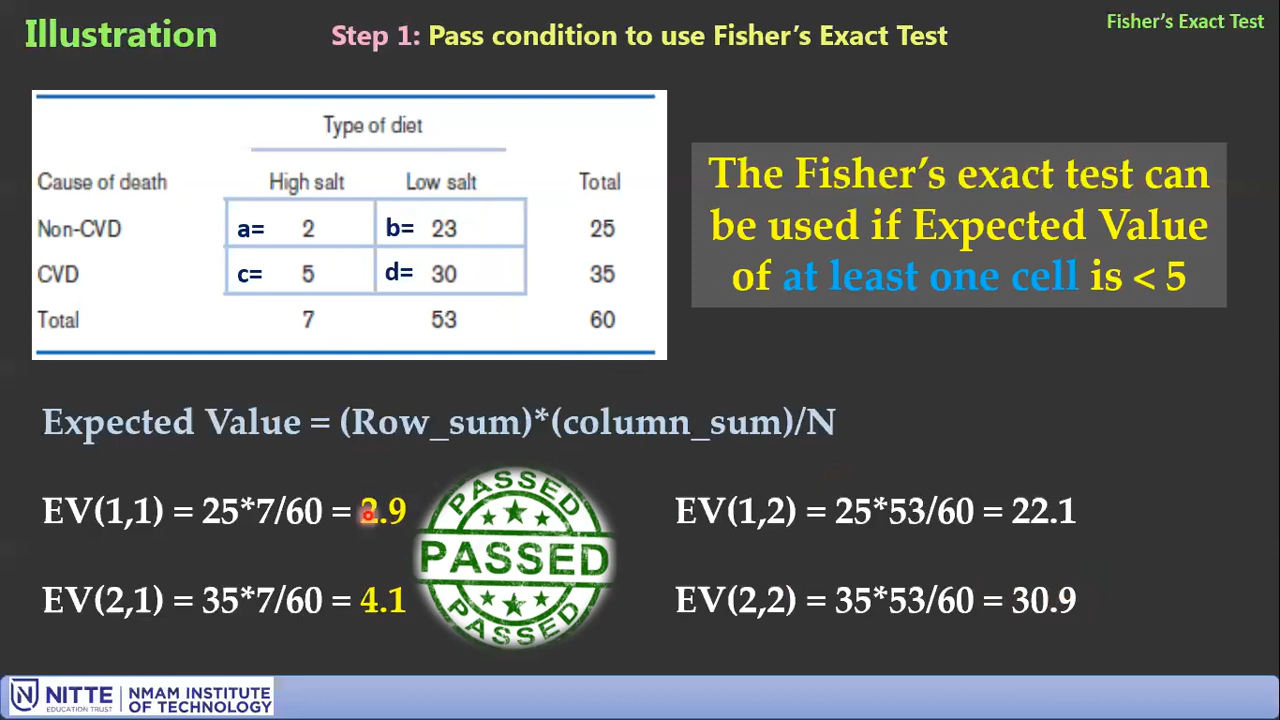 Illustration
Step 1: Pass condition to use Fisher's Exact Test
Fisher's Exact Test
Type of diet
Cause of death High salt Low salt Total
Non-CVD a= 2 b= 23 25
CVD c= 5 d= 30 35
Total 7 53 60
The Fisher's exact test can
be used if Expected Value
of at least one cell is < 5
Expected Value = (Row_sum)*(column_sum)/N
EV(1,1) = 25*7/60 = 2.9
EV(1,2) = 25*53/60 = 22.1
EV(2,1) = 35*7/60 = 4.1
EV(2,2) = 35*53/60 = 30.9
PASSED
PASSED
PASSED
NITTE
EDUCATION TRUST
NMAM INSTITUTE
OF TECHNOLOGY